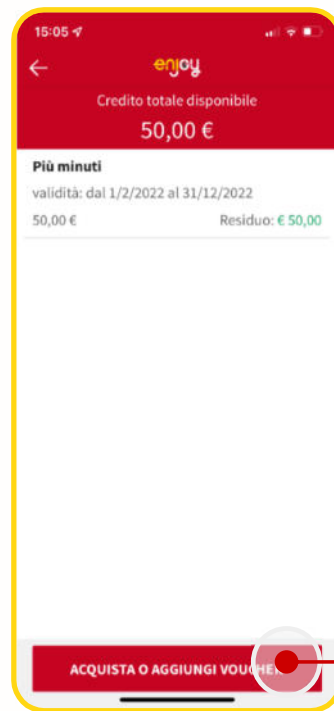 15:05
enjoy
Credito totale disponibile
50,00 €
Più minuti
validità: dal 1/2/2022 al 31/12/2022
50,00 € Residuo: € 50,00
ACQUISTA O AGGIUNGI VOUCHER